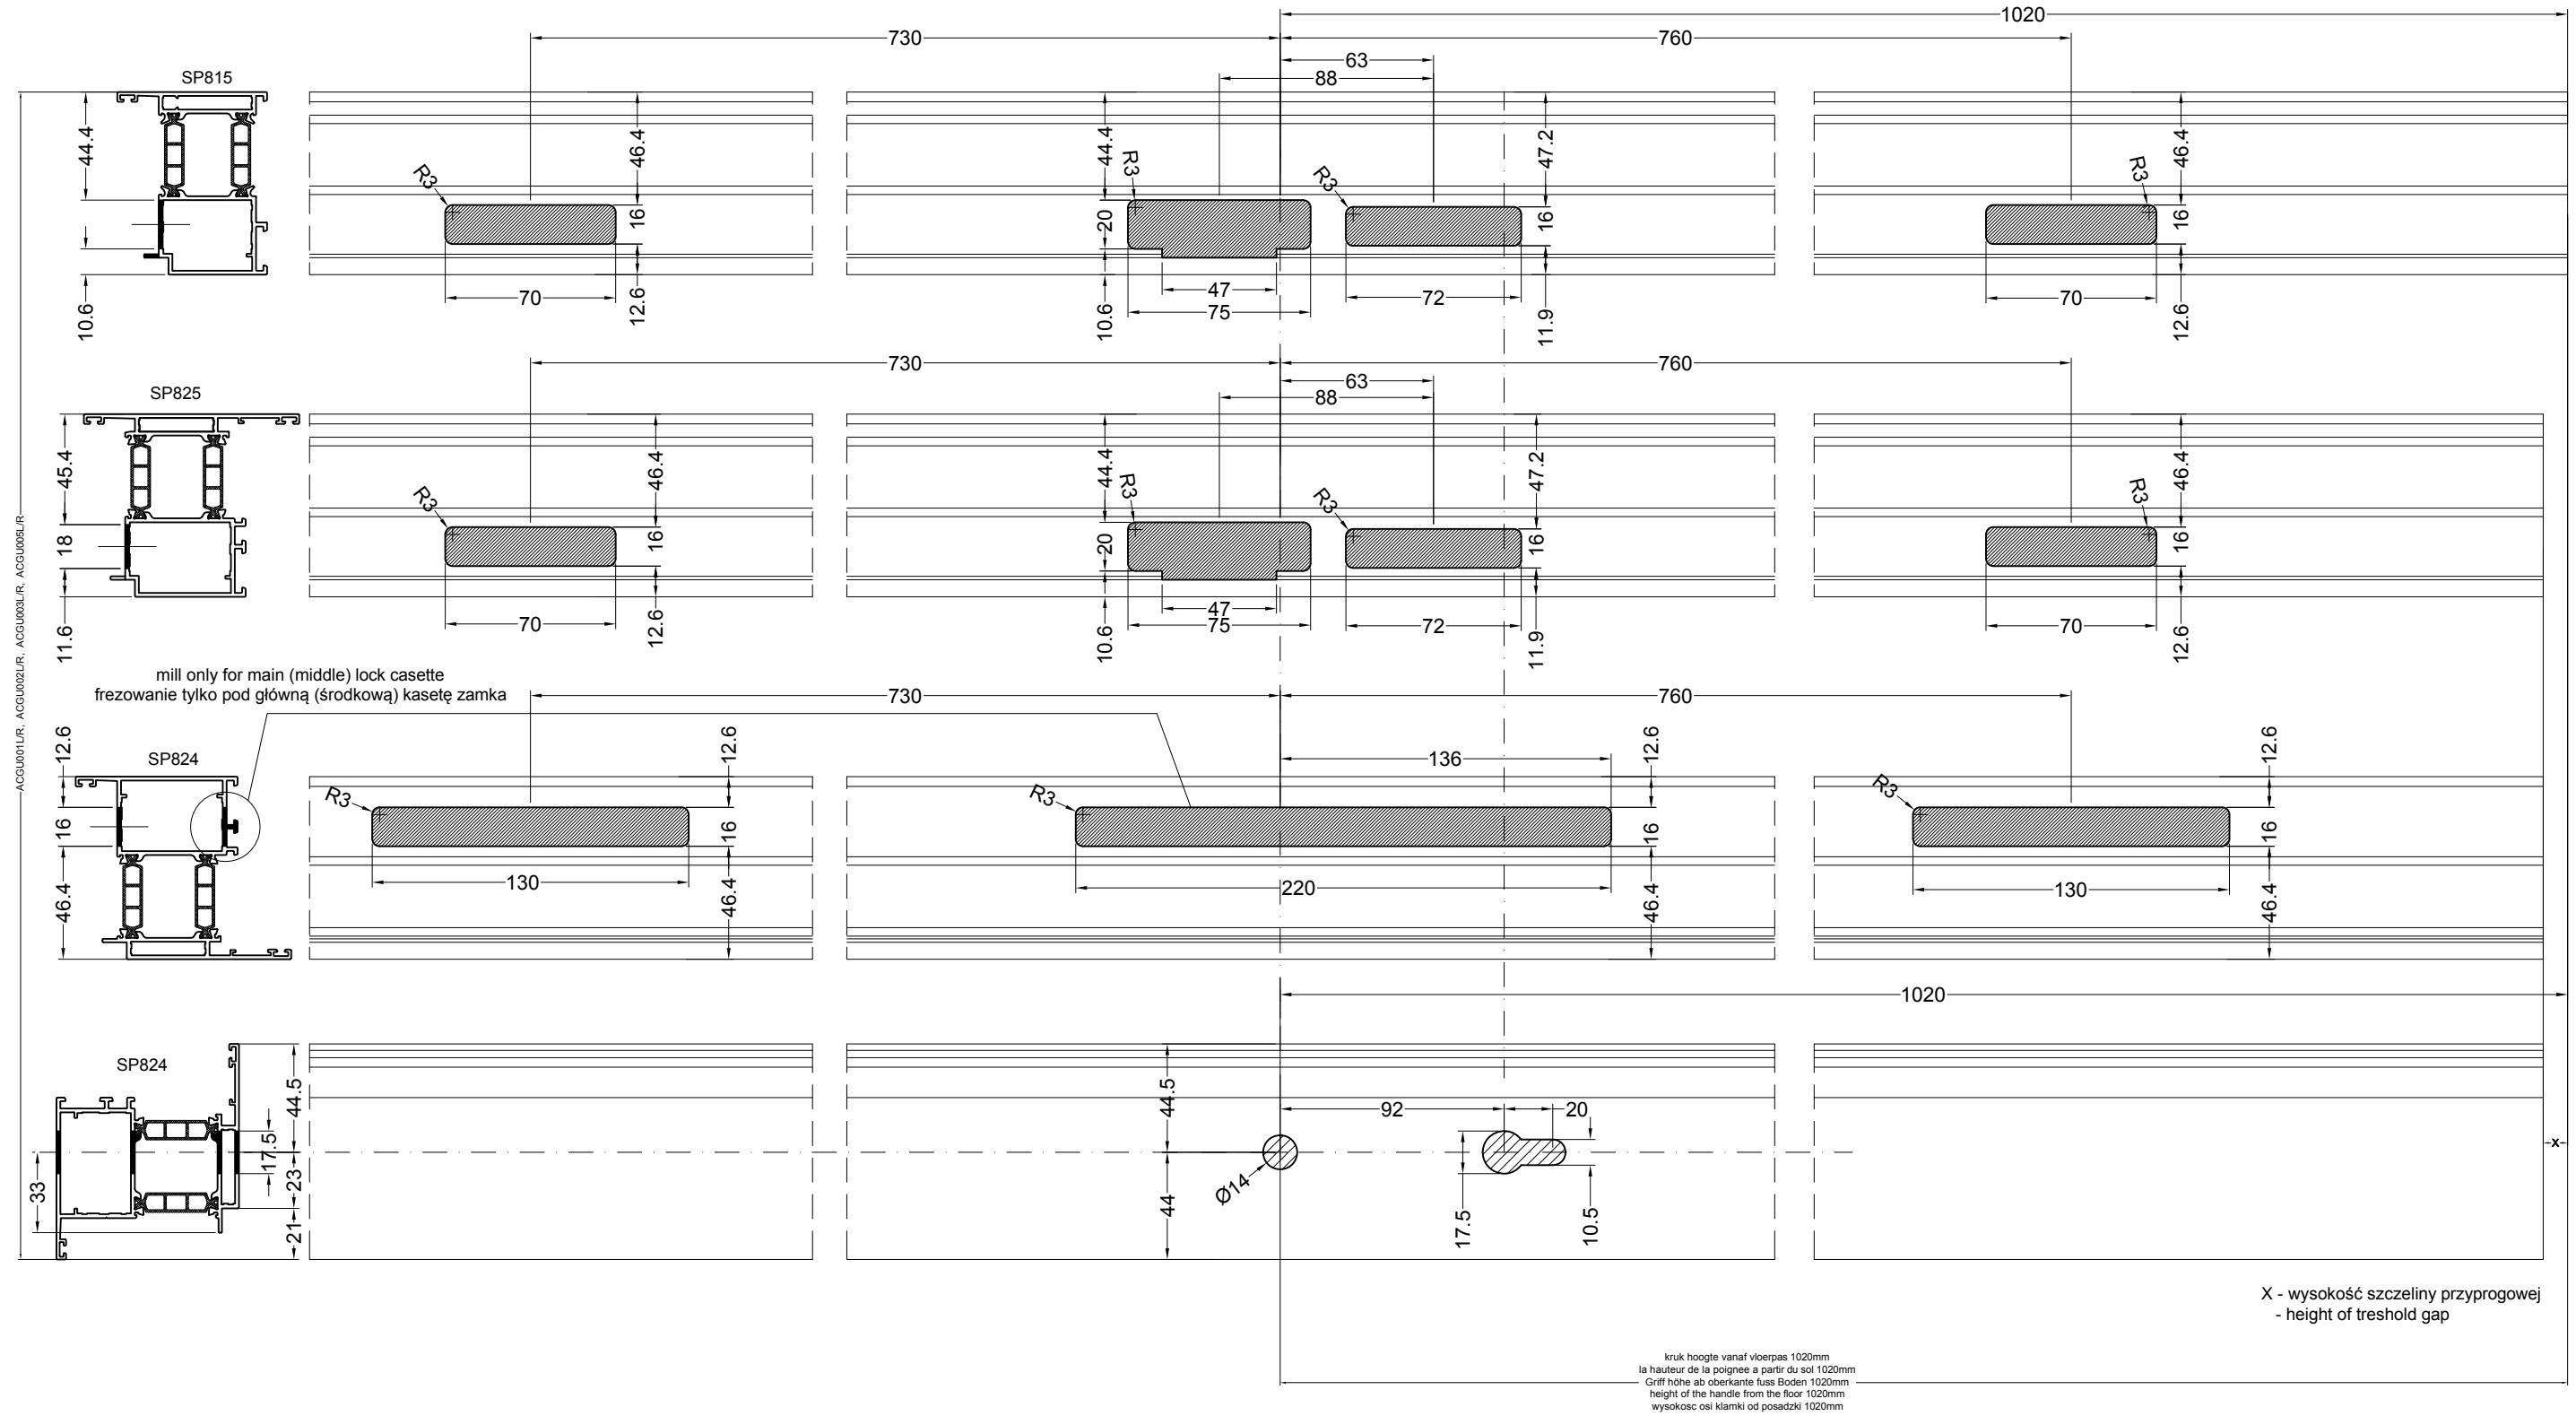 1020
730
760
63
88
SP815
44.4
10.6
46.4
R3
16
12.6
70
44.4
R3
20
10.6
47
75
R3
47.2
16
11.9
72
46.4
R3
16
12.6
70
730
760
63
88
SP825
45.4
18
11.6
46.4
R3
16
12.6
70
44.4
R3
20
10.6
47
75
R3
47.2
16
11.9
72
46.4
R3
16
12.6
70
ACGU001L/R, ACGU002L/R, ACGU003L/R, ACGU005L/R
mill only for main (middle) lock casette
frezowanie tylko pod główną (środkową) kasetę zamka
730
760
136
SP824
12.6
16
46.4
R3
12.6
16
46.4
130
R3
220
12.6
16
46.4
R3
130
12.6
16
46.4
1020
SP824
44.5
17.5
23
21
33
44.5
44
Ø14
92
20
17.5
10.5
x
X - wysokość szczeliny przyprogowej
- height of treshold gap
kruk hoogte vanaf vloerpas 1020mm
la hauteur de la poignee a partir du sol 1020mm
Griff höhe ab oberkante fuss Boden 1020mm
height of the handle from the floor 1020mm
wysokosc osi klamki od posadzki 1020mm